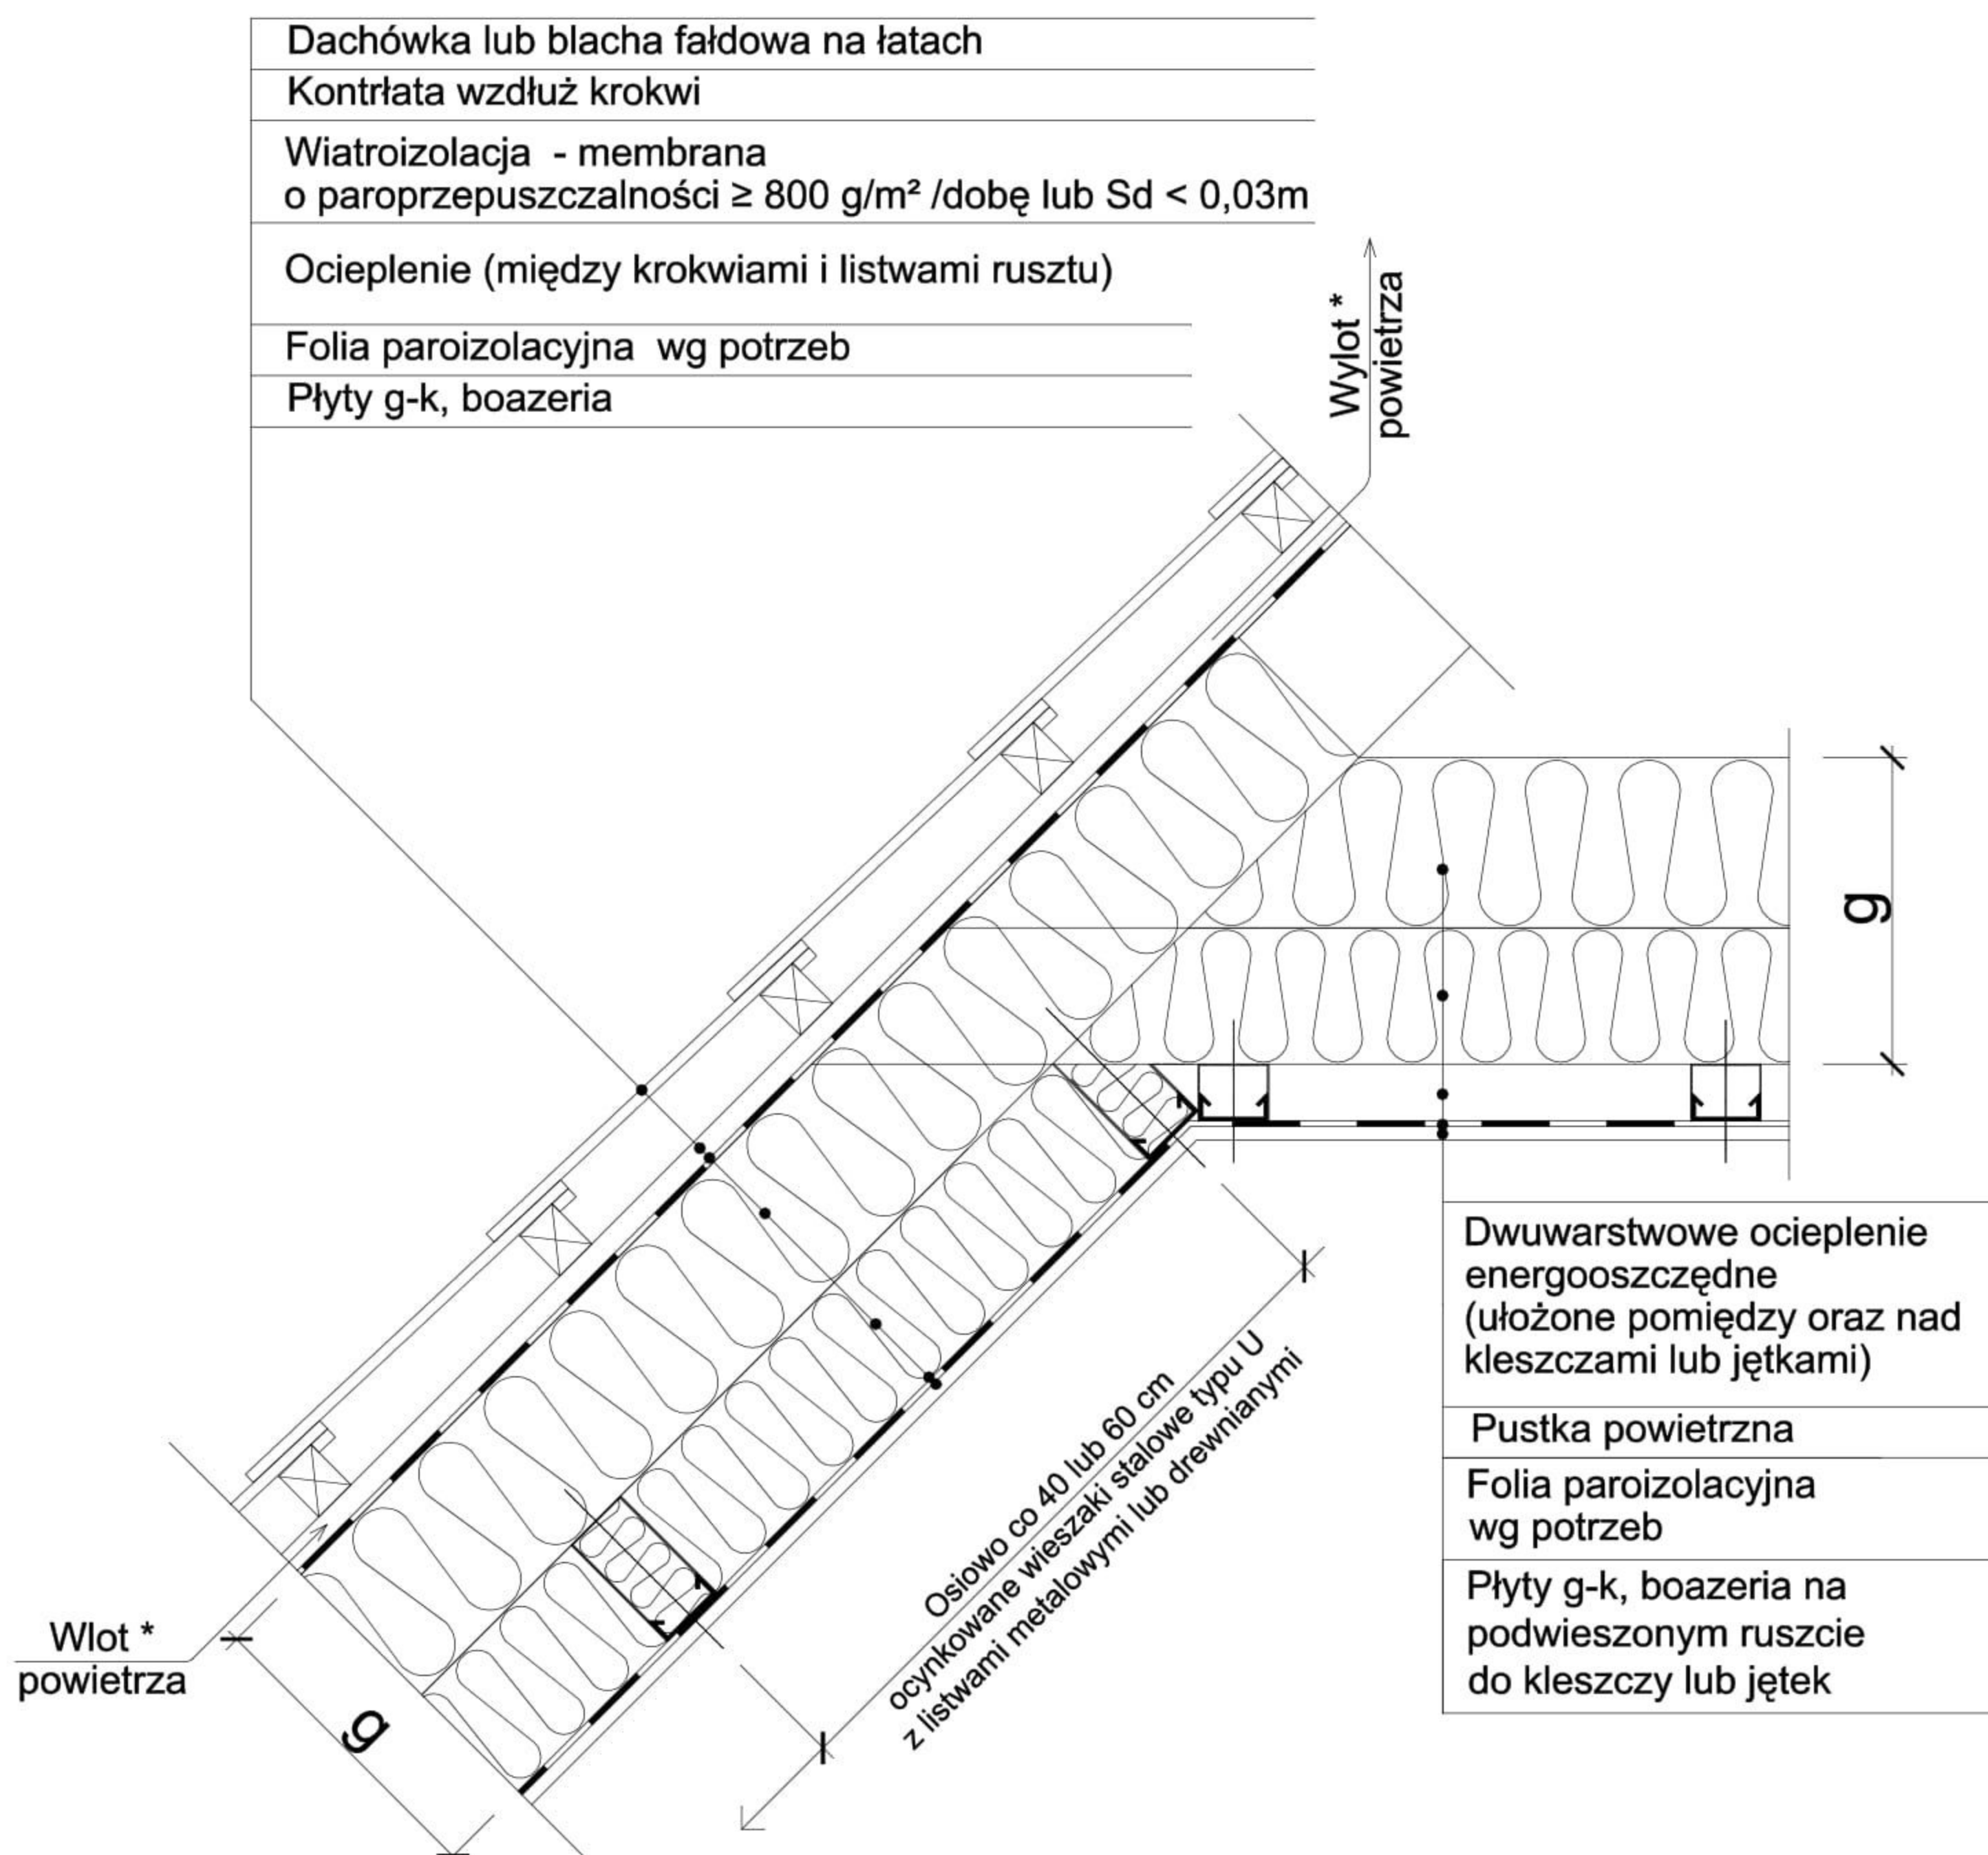 Dachówka lub blacha fałdowa na łatach
Kontrłata wzdłuż krokwi
Wiatroizolacja - membrana
o paroprzepuszczalności ≥ 800 g/m² /dobę lub Sd < 0,03m
Ocieplenie (między krokwiami i listwami rusztu)
Folia paroizolacyjna wg potrzeb
Płyty g-k, boazeria
Wylot *
powietrza
g
Dwuwarstwowe ocieplenie
energooszczędne
(ułożone pomiędzy oraz nad
kleszczami lub jętkami)
Pustka powietrzna
Folia paroizolacyjna
wg potrzeb
Płyty g-k, boazeria na
podwieszonym ruszcie
do kleszczy lub jętek
Osiowo co 40 lub 60 cm
ocynkowane wieszaki stalowe typu U
z listwami metalowymi lub drewnianymi
Wlot *
powietrza
g